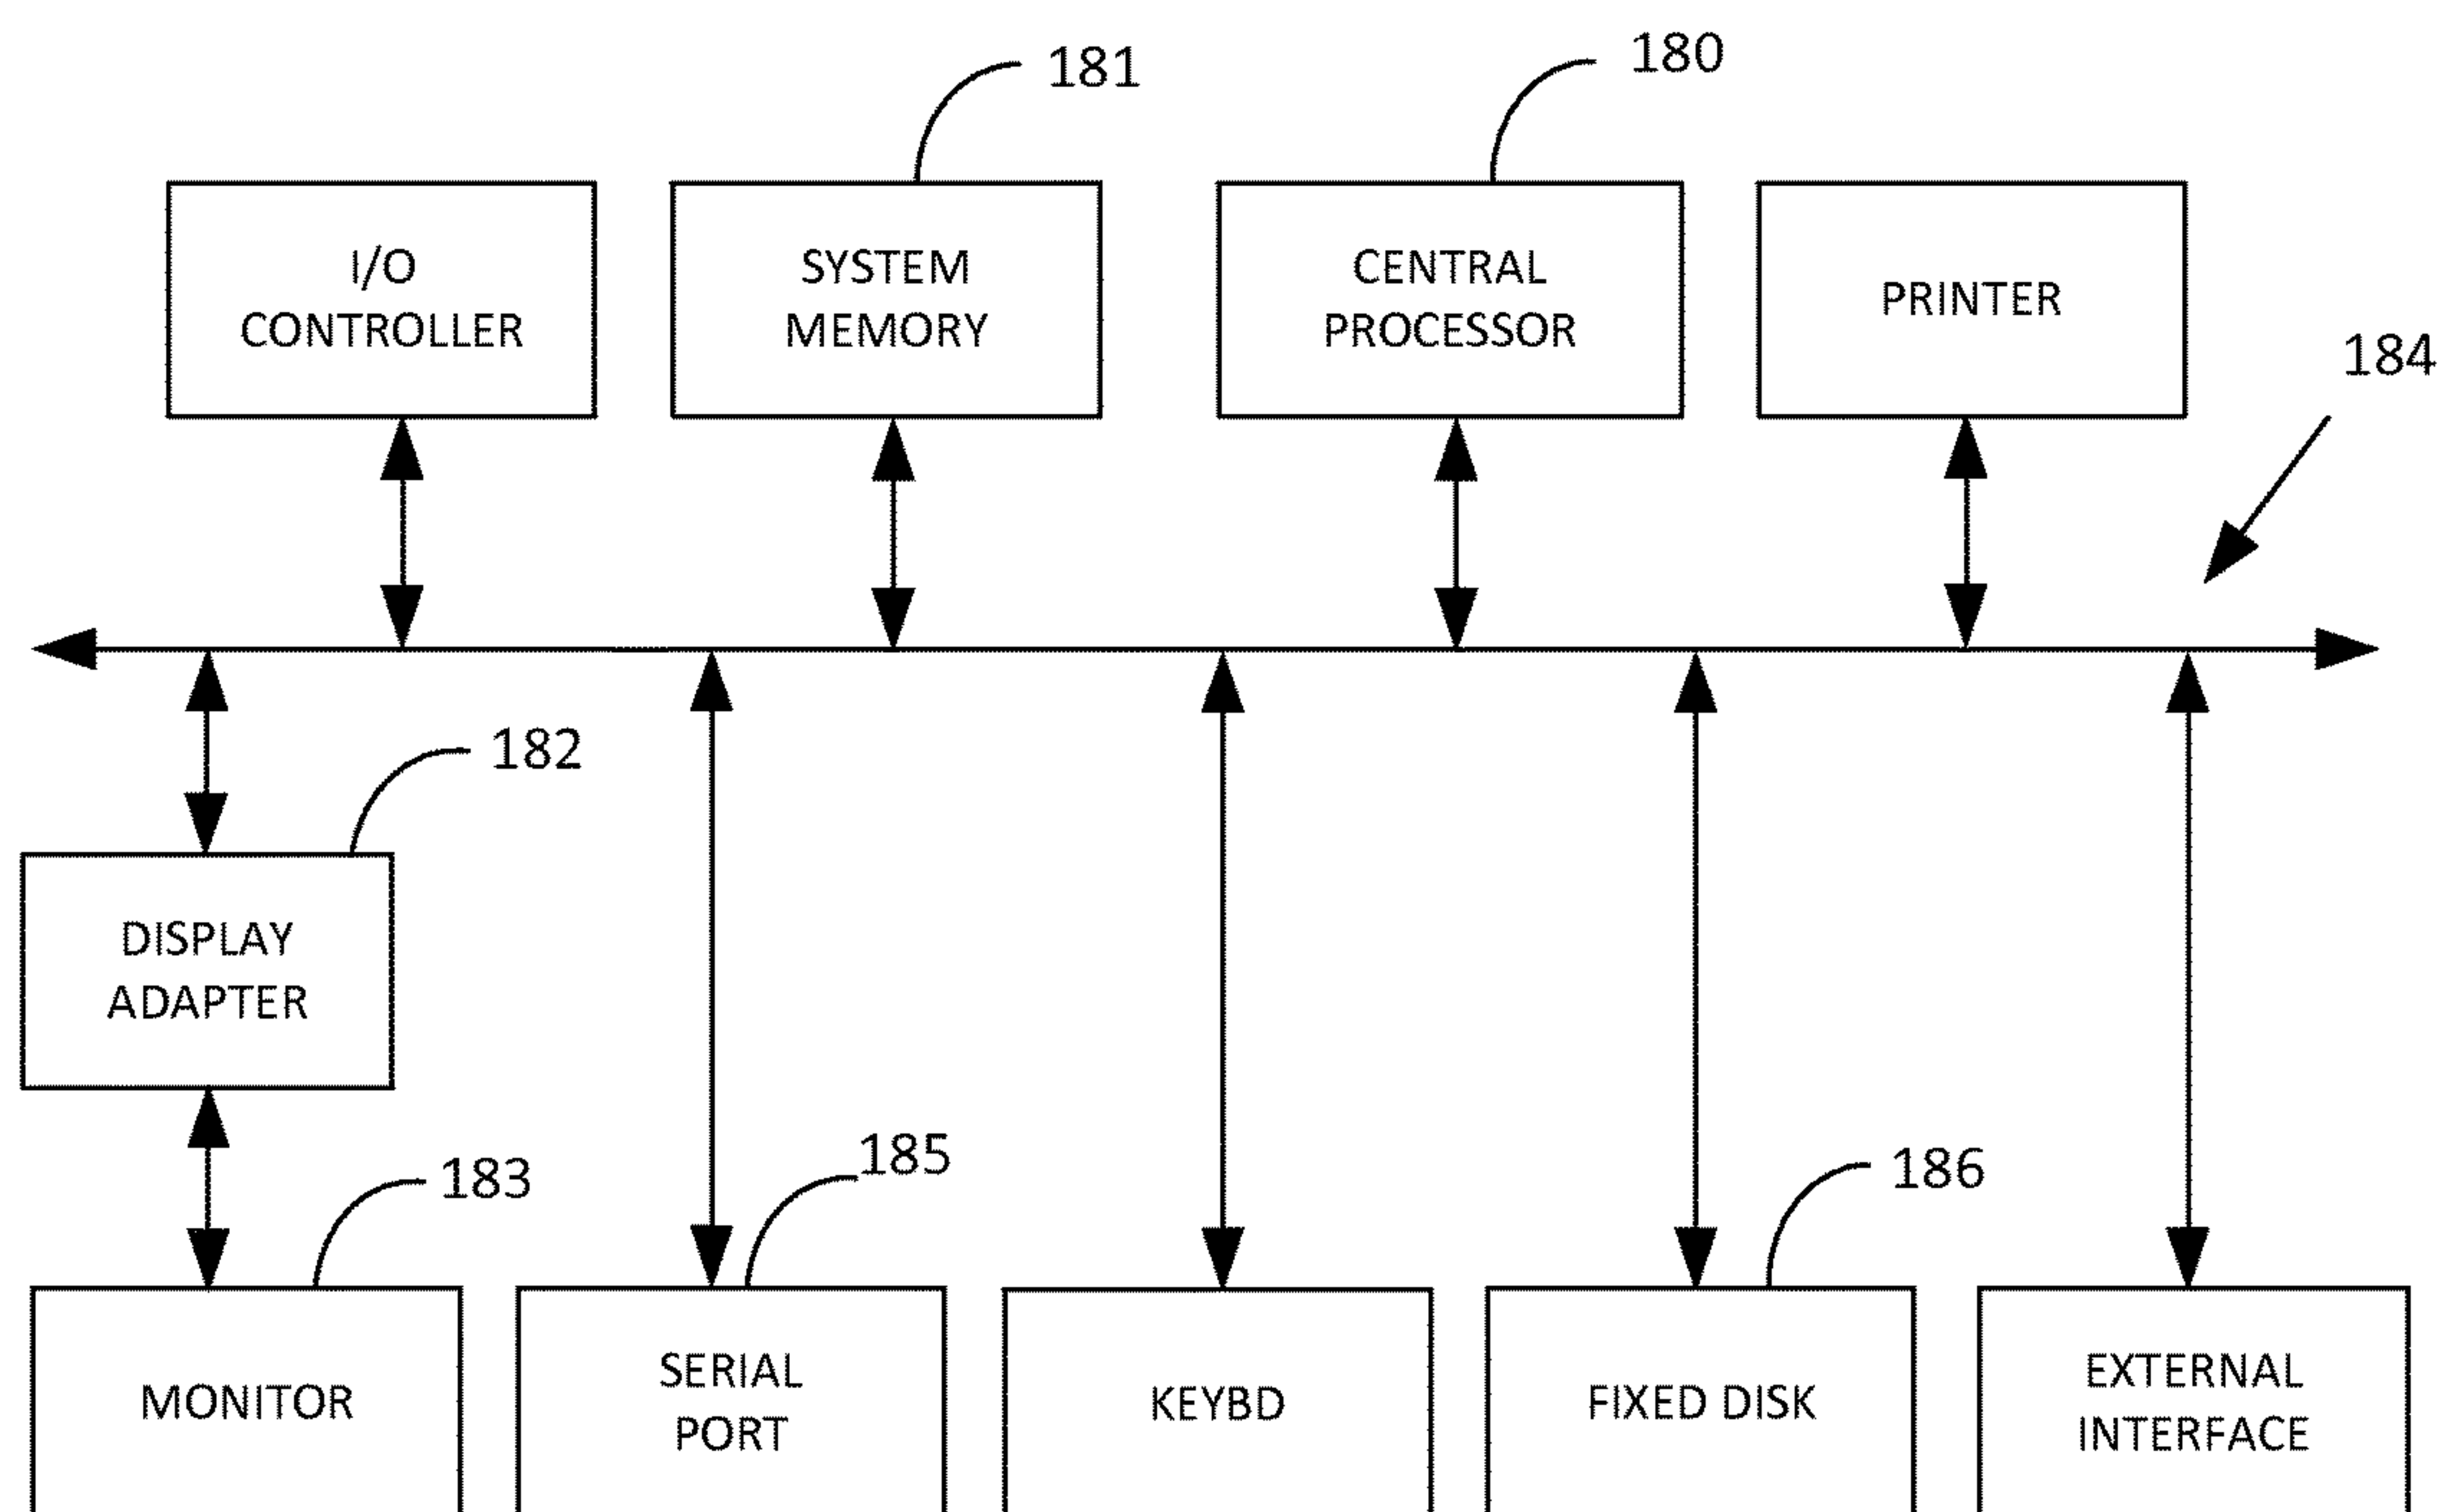 181
180
I/O
CONTROLLER
SYSTEM
MEMORY
CENTRAL
PROCESSOR
PRINTER
184
182
DISPLAY
ADAPTER
183
185
186
MONITOR
SERIAL
PORT
KEYBD
FIXED DISK
EXTERNAL
INTERFACE